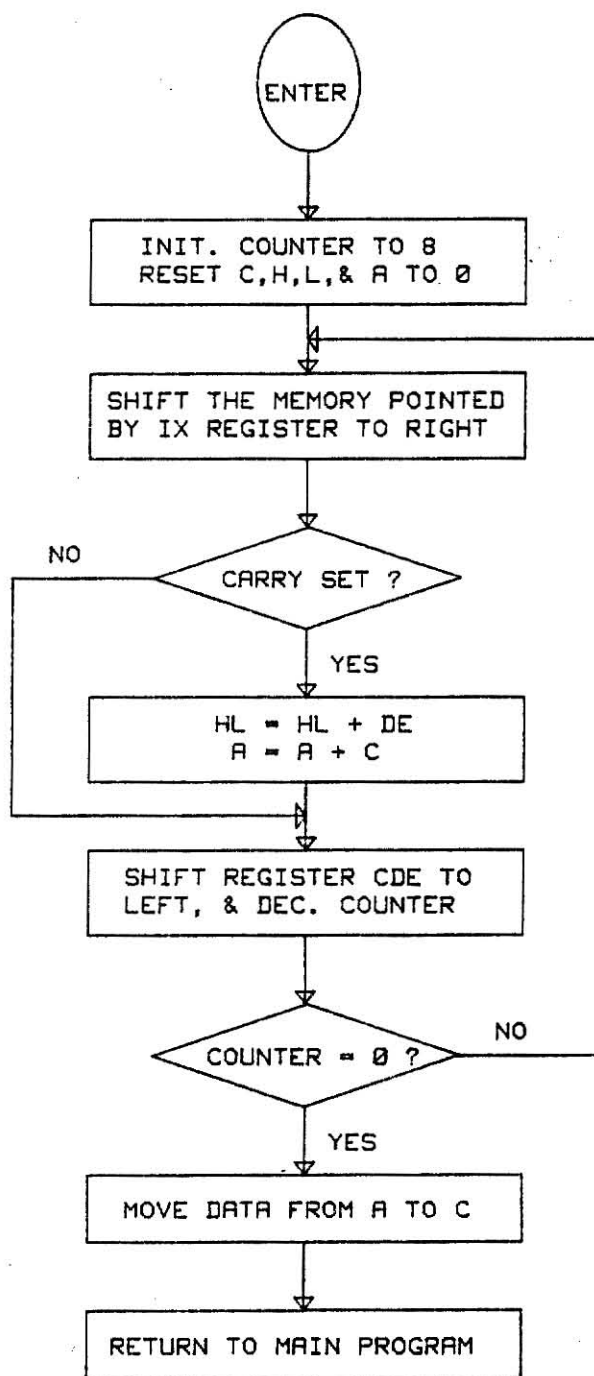 ENTER
INIT. COUNTER TO 8
RESET C,H,L,& A TO 0
SHIFT THE MEMORY POINTED
BY IX REGISTER TO RIGHT
NO
CARRY SET ?
YES
HL = HL + DE
A = A + C
SHIFT REGISTER CDE TO
LEFT, & DEC. COUNTER
NO
COUNTER = 0 ?
YES
MOVE DATA FROM A TO C
RETURN TO MAIN PROGRAM